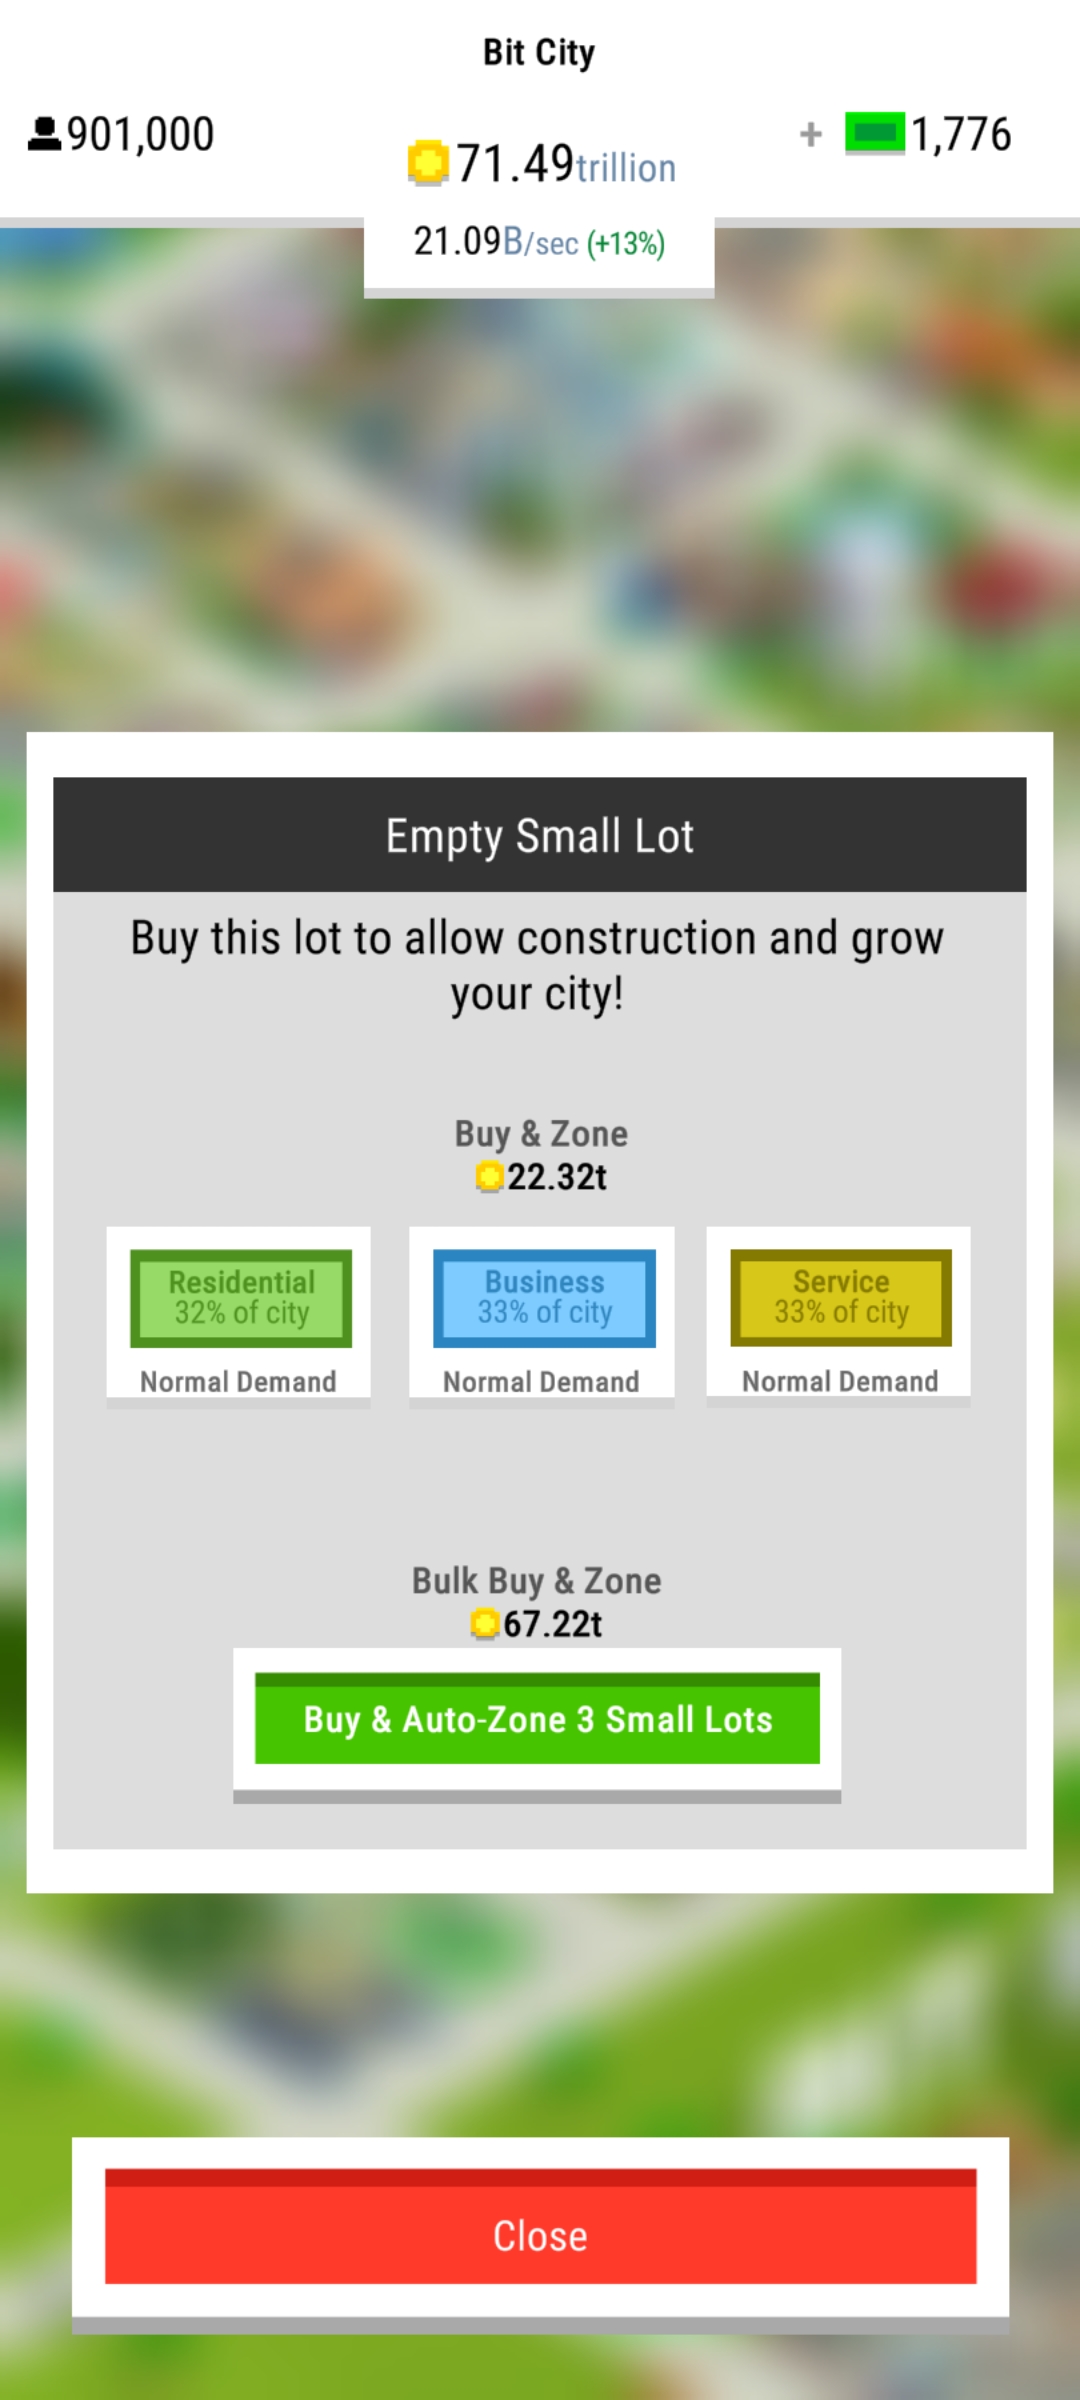 Bit City
901,000
71.49trillion
+ 1,776
21.09B/sec (+13%)
Empty Small Lot
Buy this lot to allow construction and grow
your city!
Buy & Zone
22.32t
Residential
32% of city
Normal Demand
Business
33% of city
Normal Demand
Service
33% of city
Normal Demand
Bulk Buy & Zone
67.22t
Buy & Auto-Zone 3 Small Lots
Close